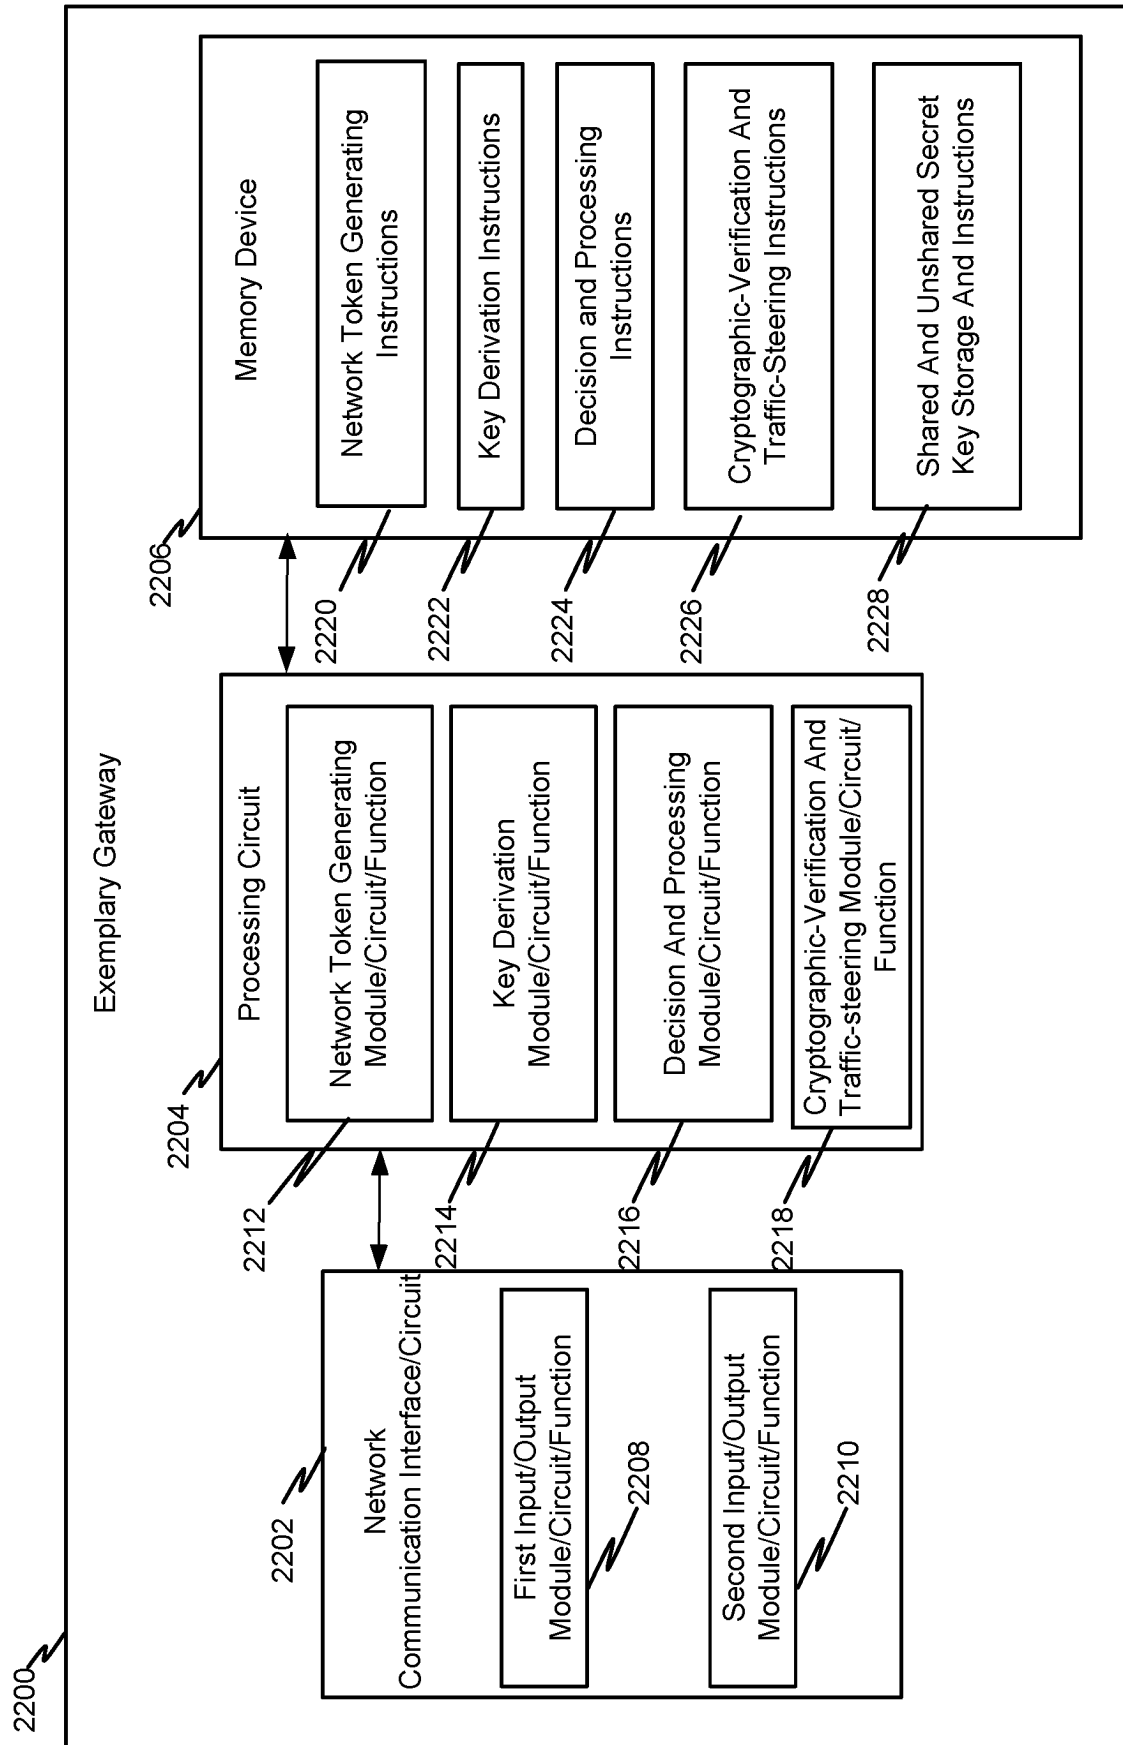 2200
Exemplary Gateway
2202
Network
Communication Interface/Circuit
First Input/Output
Module/Circuit/Function
2208
Second Input/Output
Module/Circuit/Function
2210
2204
Processing Circuit
Network Token Generating
Module/Circuit/Function
2212
Key Derivation
Module/Circuit/Function
2214
Decision And Processing
Module/Circuit/Function
2216
Cryptographic-Verification And
Traffic-steering Module/Circuit/
Function
2218
2206
Memory Device
Network Token Generating
Instructions
2220
Key Derivation Instructions
2222
Decision and Processing
Instructions
2224
Cryptographic-Verification And
Traffic-Steering Instructions
2226
Shared And Unshared Secret
Key Storage And Instructions
2228